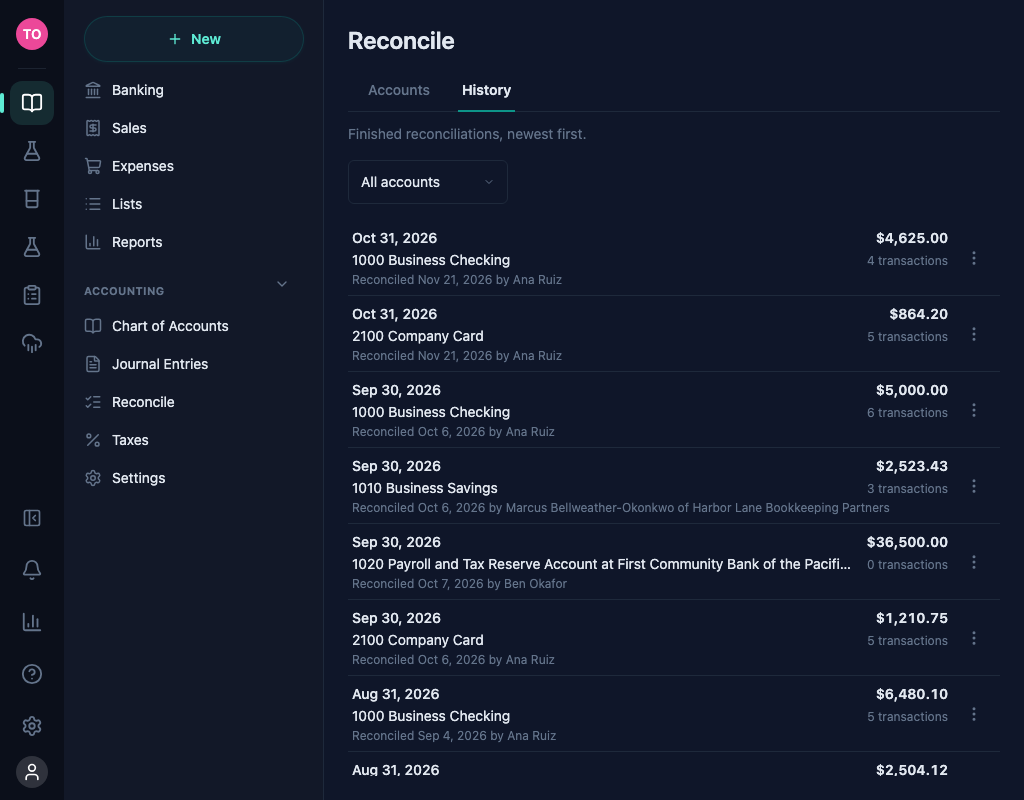 TO
+ New
Banking
Sales
Expenses
Lists
Reports
ACCOUNTING
Chart of Accounts
Journal Entries
Reconcile
Taxes
Settings
Reconcile
Accounts
History
Finished reconciliations, newest first.
All accounts
Oct 31, 2026
$4,625.00
1000 Business Checking
4 transactions
Reconciled Nov 21, 2026 by Ana Ruiz
Oct 31, 2026
$864.20
2100 Company Card
5 transactions
Reconciled Nov 21, 2026 by Ana Ruiz
Sep 30, 2026
$5,000.00
1000 Business Checking
6 transactions
Reconciled Oct 6, 2026 by Ana Ruiz
Sep 30, 2026
$2,523.43
1010 Business Savings
3 transactions
Reconciled Oct 6, 2026 by Marcus Bellweather-Okonkwo of Harbor Lane Bookkeeping Partners
Sep 30, 2026
$36,500.00
1020 Payroll and Tax Reserve Account at First Community Bank of the Pacifi...
0 transactions
Reconciled Oct 7, 2026 by Ben Okafor
Sep 30, 2026
$1,210.75
2100 Company Card
5 transactions
Reconciled Oct 6, 2026 by Ana Ruiz
Aug 31, 2026
$6,480.10
1000 Business Checking
5 transactions
Reconciled Sep 4, 2026 by Ana Ruiz
Aug 31, 2026
$2,504.12